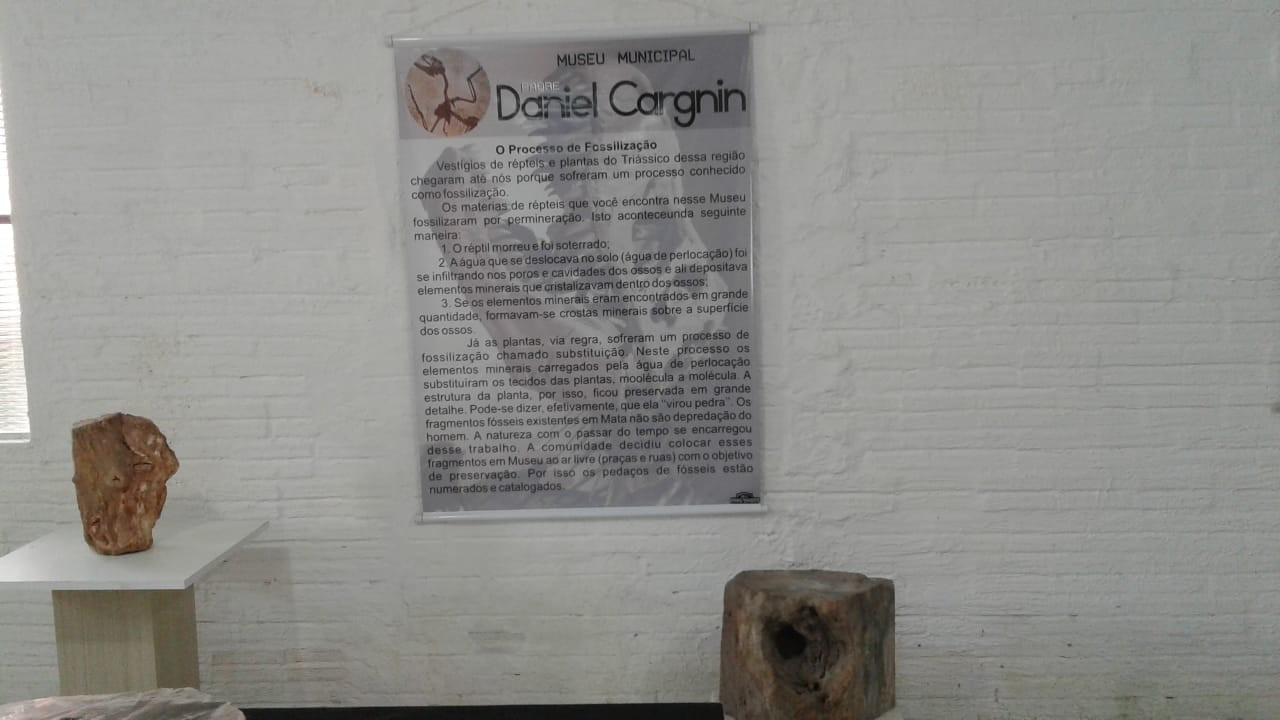 MUSEU MUNICIPAL
PADRE
Daniel Cargnin
O Processo de Fossilização
Vestígios de répteis e plantas do Triássico dessa região
chegaram até nós porque sofreram um processo conhecido
como fossilização.
Os materias de répteis que você encontra nesse Museu
fossilizaram por permineração. Isto aconteceunda seguinte
maneira:
1. O réptil morreu e foi soterrado;
2. A água que se deslocava no solo (água de perlocação) foi
se infiltrando nos poros e cavidades dos ossos e ali depositava
elementos minerais que cristalizavam dentro dos ossos;
3. Se os elementos minerais eram encontrados em grande
quantidade, formavam-se crostas minerais sobre a superfície
dos ossos.
Já as plantas, via regra, sofreram um processo de
fossilização chamado substituição. Neste processo os
elementos minerais carregados pela água de perlocação
substituíram os tecidos das plantas, moolécula a molécula. A
estrutura da planta, por isso, ficou preservada em grande
detalhe. Pode-se dizer, efetivamente, que ela "virou pedra". Os
fragmentos fósseis existentes em Mata não são depredação do
homem. A natureza com o passar do tempo se encarregou
desse trabalho. A comunidade decidiu colocar esses
fragmentos em Museu ao ar livre (praças e ruas) com o objetivo
de preservação. Por isso os pedaços de fósseis estão
numerados e catalogados.